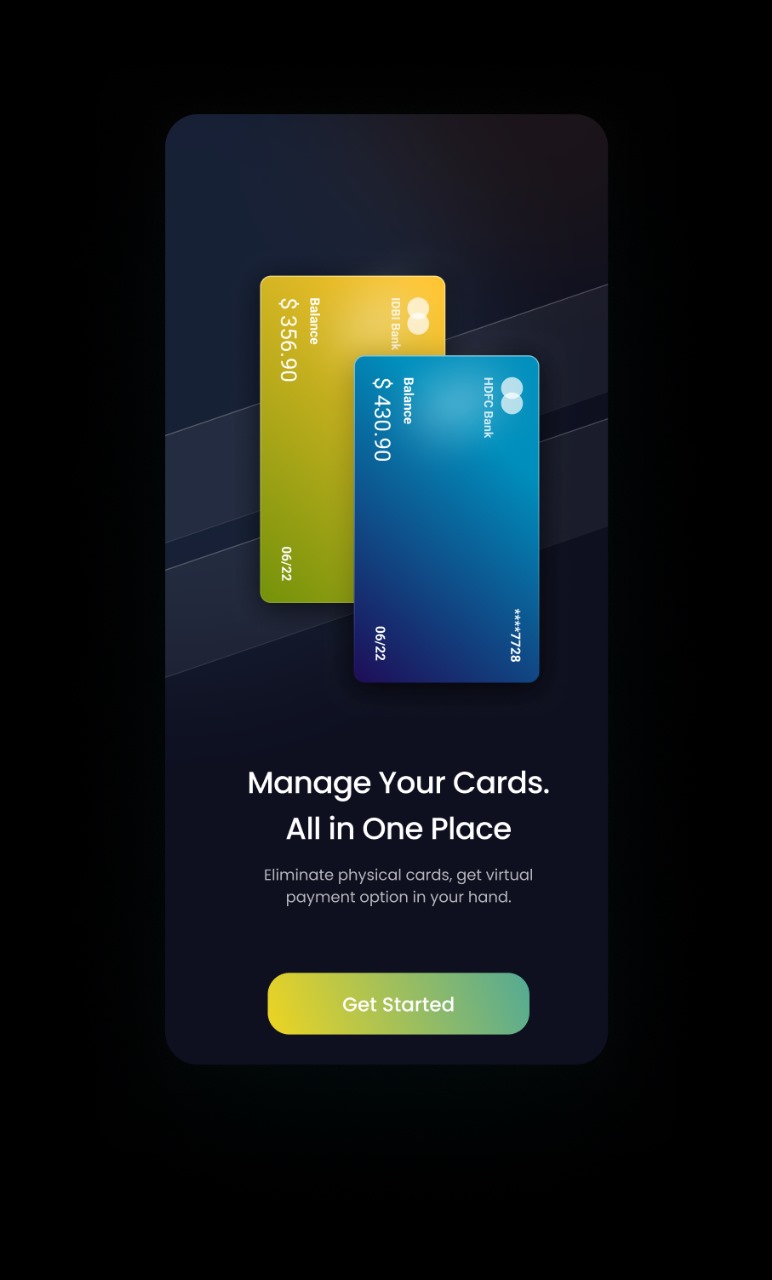 IDBI Bank
Balance
$ 356.90
06/22
HDFC Bank
Balance
$ 430.90
****7728
06/22
Manage Your Cards.
All in One Place
Eliminate physical cards, get virtual
payment option in your hand.
Get Started